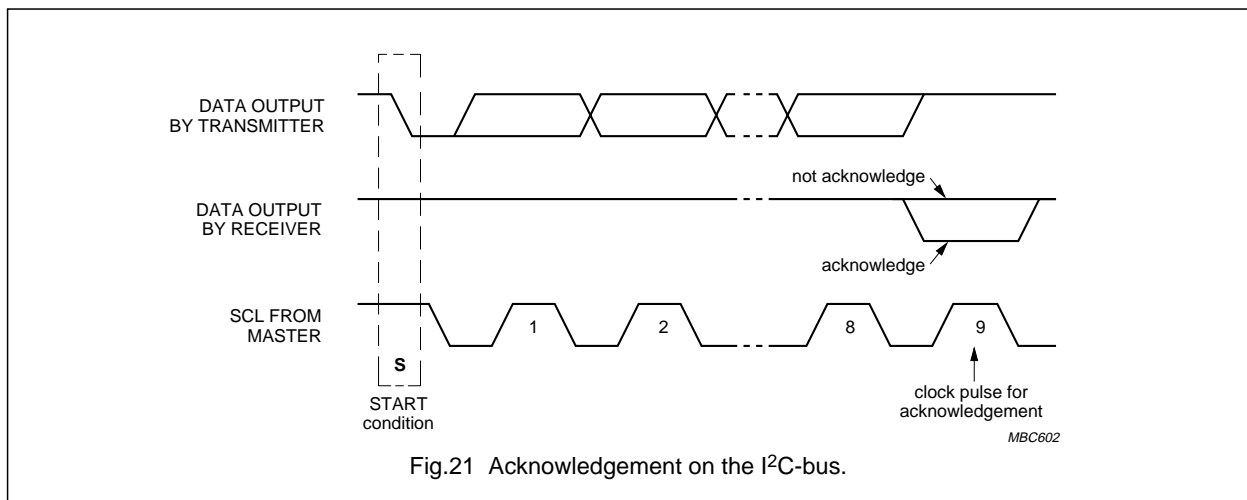 DATA OUTPUT
BY TRANSMITTER
not acknowledge
DATA OUTPUT
BY RECEIVER
acknowledge
SCL FROM
MASTER
1
2
8
9
S
START
condition
clock pulse for
acknowledgement
MBC602
Fig.21 Acknowledgement on the I²C-bus.